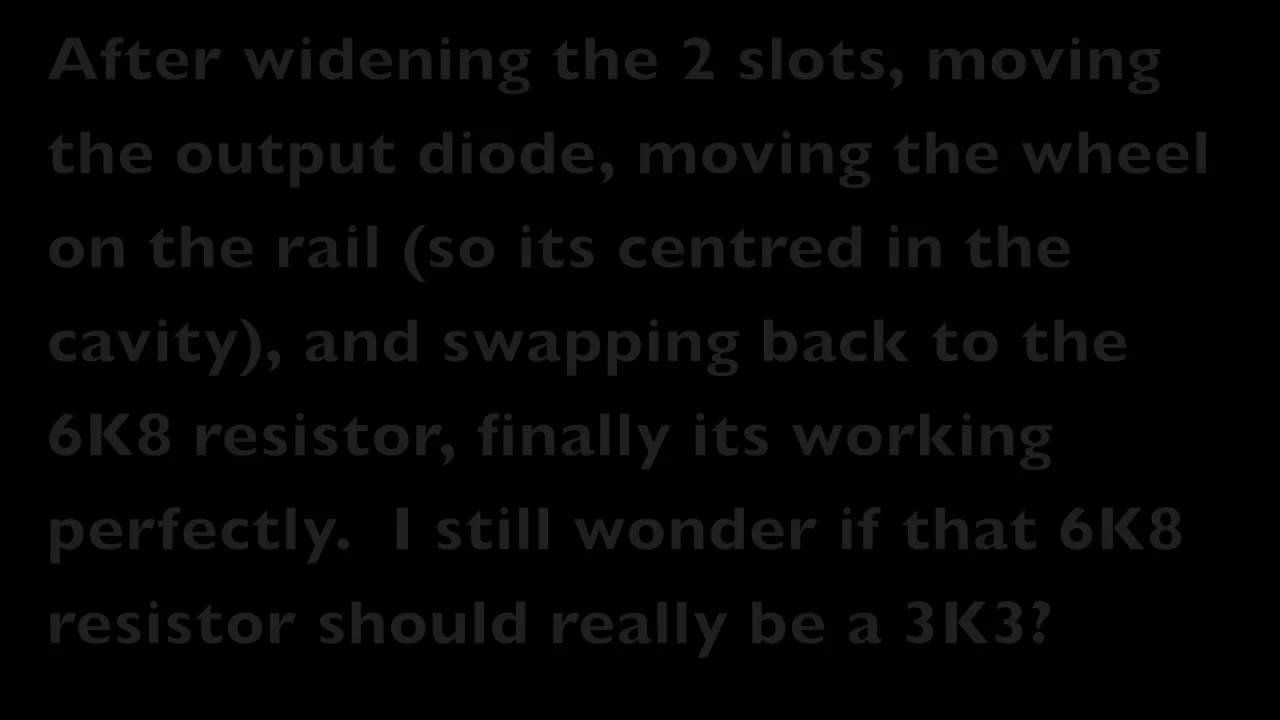 After widening the 2 slots, moving
the output diode, moving the wheel
on the rail (so its centred in the
cavity), and swapping back to the
6K8 resistor, finally its working
perfectly.  I still wonder if that 6K8
resistor should really be a 3K3?